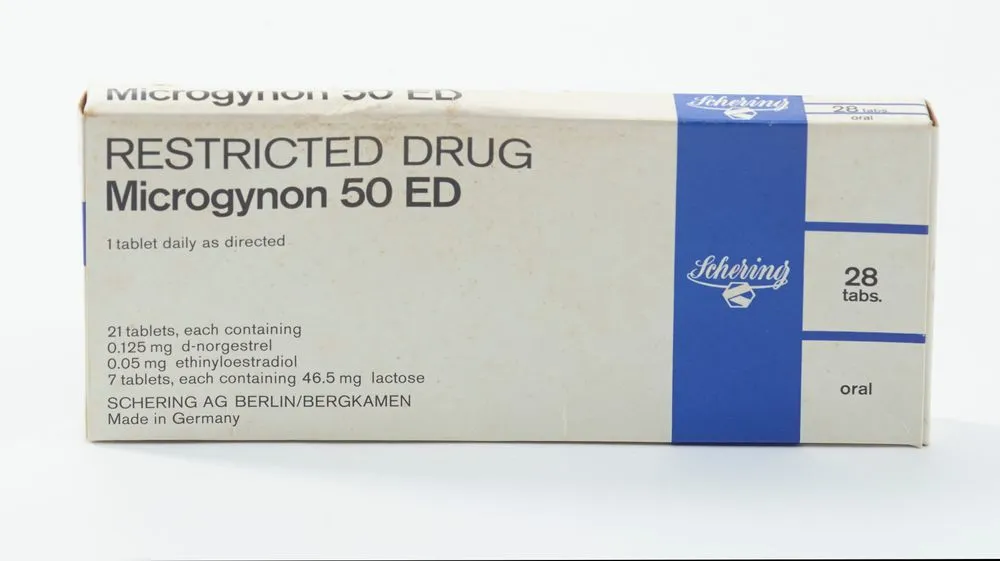 Microgynon 50 ED
Schering
28 tabs
oral
RESTRICTED DRUG
Microgynon 50 ED
1 tablet daily as directed
21 tablets, each containing
0.125 mg d-norgestrel
0.05 mg ethinyloestradiol
7 tablets, each containing 46.5 mg lactose
SCHERING AG BERLIN/BERGKAMEN
Made in Germany
Schering
28
tabs.
oral